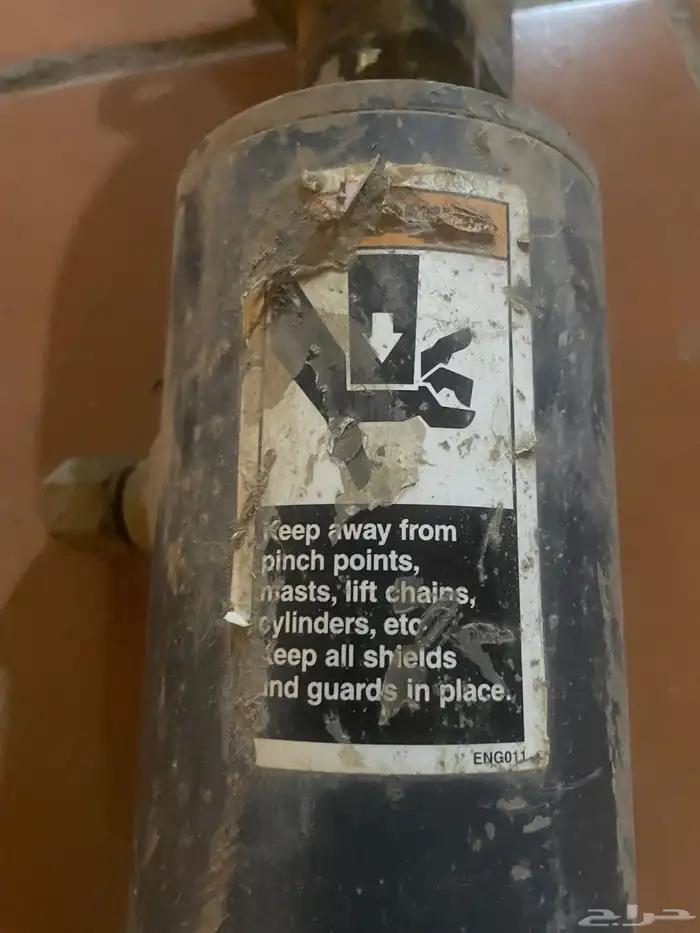 Keep away from
pinch points,
masts, lift chains,
cylinders, etc.
Keep all shields
and guards in place.
ENG011
حراج